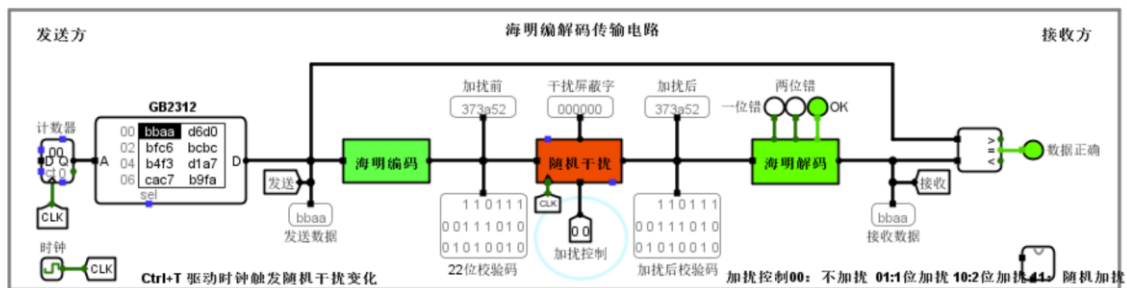 海明编解码传输电路
发送方
接收方
加扰前
干扰屏蔽字
加扰后
两位错
373a52
000000
373a52
一位错
OK
GB2312
计数器
00
D Q
ct 0
A
00 bbaa d6d0
02 bfc6 bcbc
04 b4f3 d1a7
06 cac7 b9fa
D
sel
海明编码
随机干扰
海明解码
数据正确
发送
CLK
接收
CLK
bbaa
发送数据
110111
00111010
01010010
22位校验码
00
加扰控制
110111
00111010
01010010
加扰后校验码
bbaa
接收数据
时钟
CLK
Ctrl+T 驱动时钟触发随机干扰变化
加扰控制00: 不加扰 01:1位加扰 10:2位加扰 11: 随机加扰